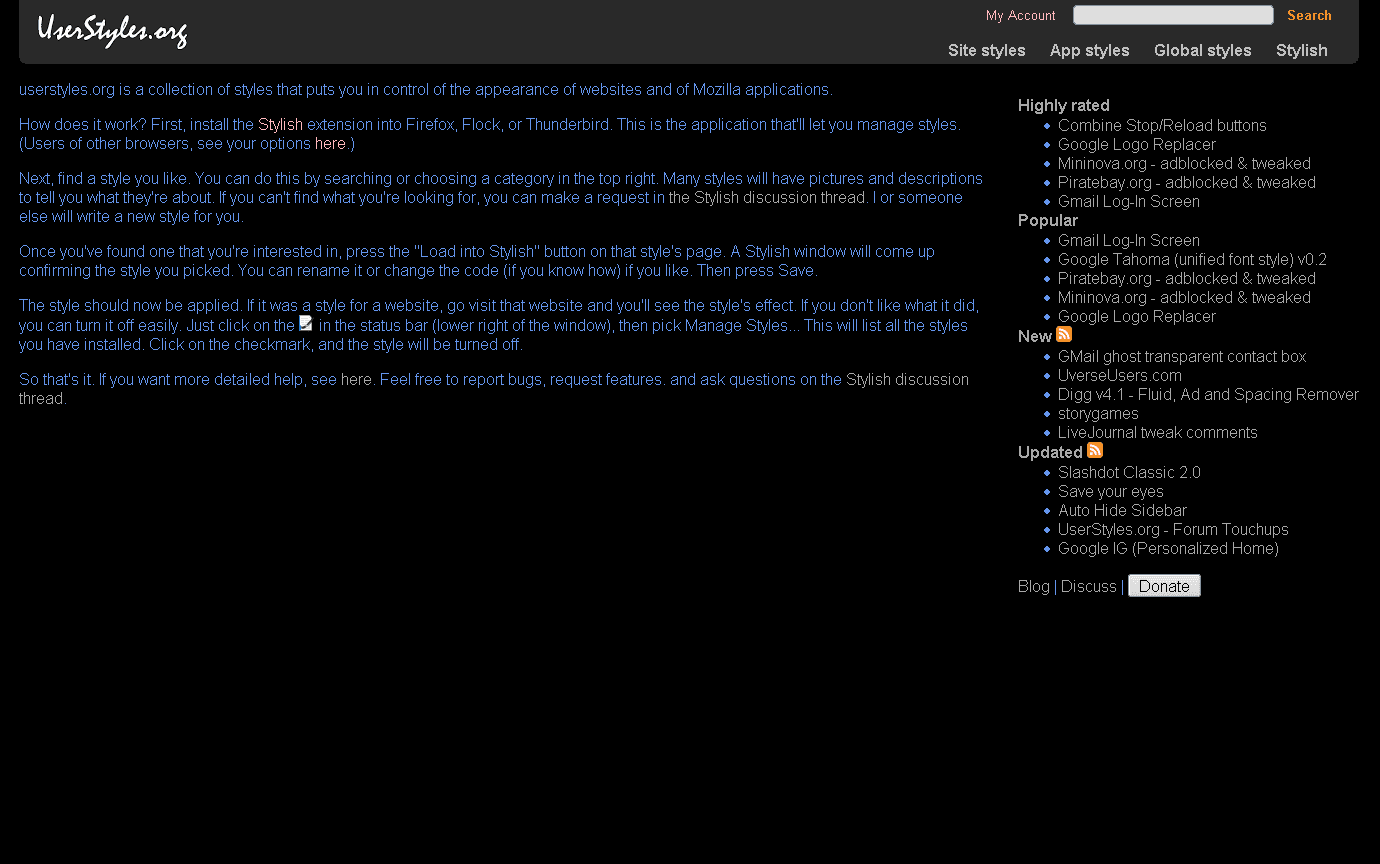 UserStyles.org
My Account
Search
Site styles App styles Global styles Stylish
userstyles.org is a collection of styles that puts you in control of the appearance of websites and of Mozilla applications.
How does it work? First, install the Stylish extension into Firefox, Flock, or Thunderbird. This is the application that'll let you manage styles.
(Users of other browsers, see your options here.)
Next, find a style you like. You can do this by searching or choosing a category in the top right. Many styles will have pictures and descriptions
to tell you what they're about. If you can't find what you're looking for, you can make a request in the Stylish discussion thread. I or someone
else will write a new style for you.
Once you've found one that you're interested in, press the "Load into Stylish" button on that style's page. A Stylish window will come up
confirming the style you picked. You can rename it or change the code (if you know how) if you like. Then press Save.
The style should now be applied. If it was a style for a website, go visit that website and you'll see the style's effect. If you don't like what it did,
you can turn it off easily. Just click on the in the status bar (lower right of the window), then pick Manage Styles... This will list all the styles
you have installed. Click on the checkmark, and the style will be turned off.
So that's it. If you want more detailed help, see here. Feel free to report bugs, request features. and ask questions on the Stylish discussion
thread.
Highly rated
Combine Stop/Reload buttons
Google Logo Replacer
Mininova.org - adblocked & tweaked
Piratebay.org - adblocked & tweaked
Gmail Log-In Screen
Popular
Gmail Log-In Screen
Google Tahoma (unified font style) v0.2
Piratebay.org - adblocked & tweaked
Mininova.org - adblocked & tweaked
Google Logo Replacer
New
GMail ghost transparent contact box
UverseUsers.com
Digg v4.1 - Fluid, Ad and Spacing Remover
storygames
LiveJournal tweak comments
Updated
Slashdot Classic 2.0
Save your eyes
Auto Hide Sidebar
UserStyles.org - Forum Touchups
Google IG (Personalized Home)
Blog | Discuss | Donate